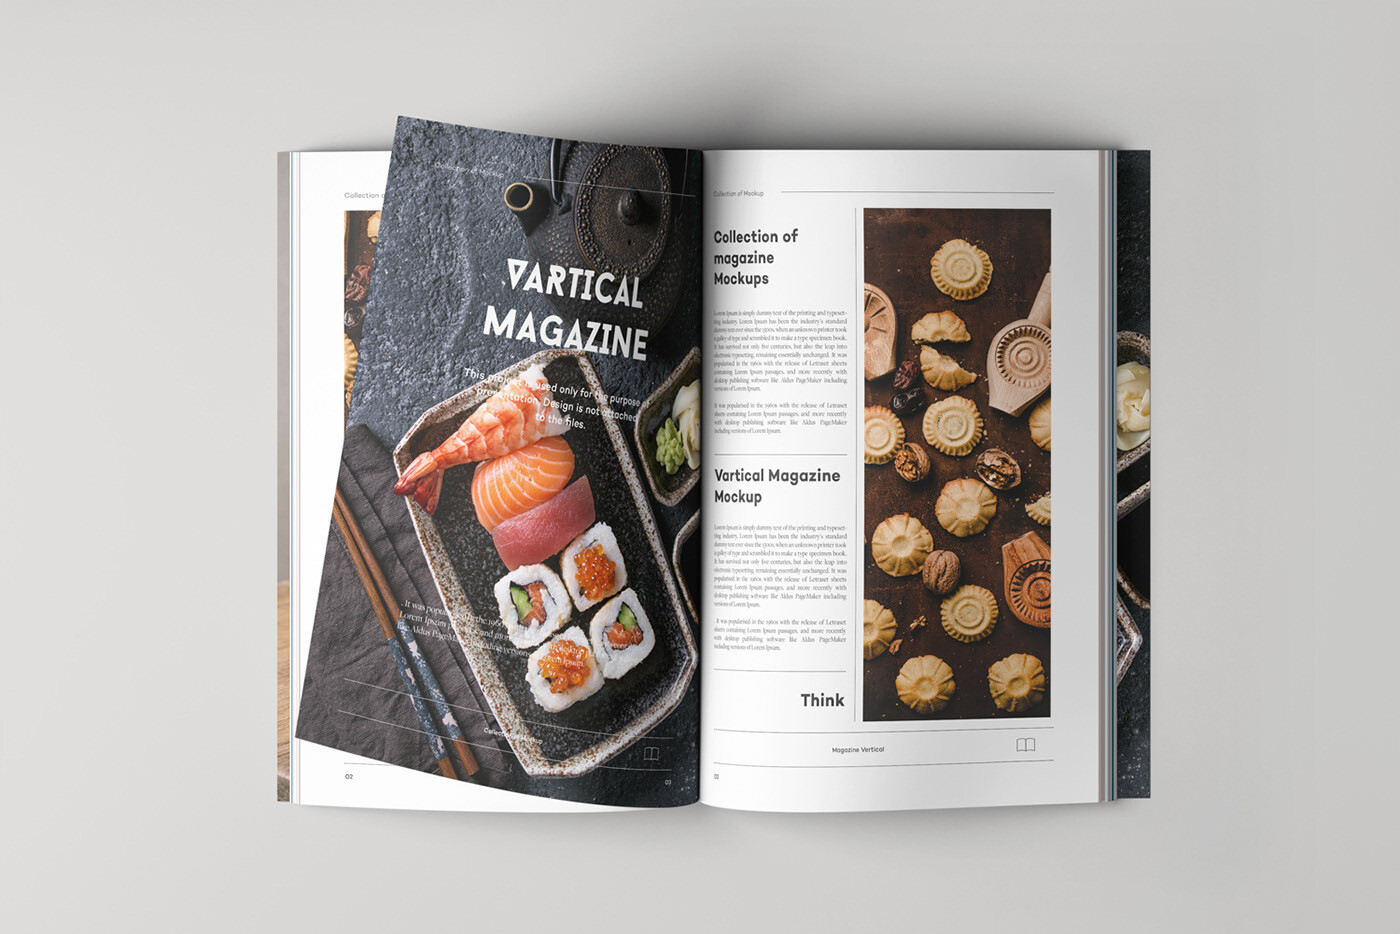 Collection o
Collection of Mockup
VARTICAL
MAGAZINE
This project is used only for the purpose of
the presentation. Design is not attached
to the files.
. It was popula in the 196
Lorem Ipsum and mor
like Aldus PageMa including version
Lorem Ipsum.
Mockup
02
03
Collection of Mockup
Collection of
magazine
Mockups
Lorem Ipsum is simply dummy text of the printing and typeset-
ting industry. Lorem Ipsum has been the industry's standard
dummy text ever since the 1500s, when an unknown printer took
a galley of type and scrambled it to make a type specimen book.
It has survived not only five centuries, but also the leap into
electronic typesetting, remaining essentially unchanged. It was
popularised in the 1960s with the release of Letraset sheets
containing Lorem Ipsum passages, and more recently with
desktop publishing software like Aldus PageMaker including
versions of Lorem Ipsum.
It was popularised in the 1960s with the release of Letraset
sheets containing Lorem Ipsum passages, and more recently
with desktop publishing software like Aldus PageMaker
including versions of Lorem Ipsum.
Vartical Magazine
Mockup
Lorem Ipsum is simply dummy text of the printing and typeset-
ting industry. Lorem Ipsum has been the industry's standard
dummy text ever since the 1500s, when an unknown printer took
a galley of type and scrambled it to make a type specimen book.
It has survived not only five centuries, but also the leap into
electronic typesetting, remaining essentially unchanged. It was
popularised in the 1960s with the release of Letraset sheets
containing Lorem Ipsum passages, and more recently with
desktop publishing software like Aldus PageMaker including
versions of Lorem Ipsum.
. It was popularised in the 1960s with the release of Letraset
sheets containing Lorem Ipsum passages, and more recently
with desktop publishing software like Aldus PageMaker
including versions of Lorem Ipsum.
Think
Magazine Vertical